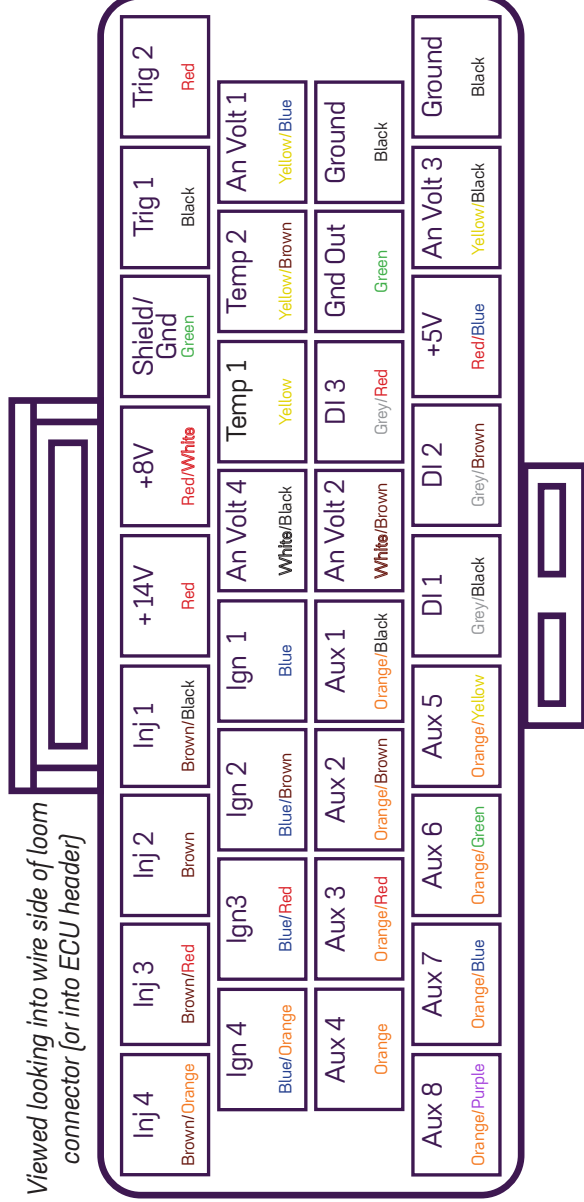 Viewed looking into wire side of loom
connector (or into ECU header)
Inj 4
Brown/Orange
Inj 3
Brown/Red
Inj 2
Brown
Inj 1
Brown/Black
+14V
Red
+8V
Red/White
Shield/
Gnd
Green
Trig 1
Black
Trig 2
Red
Ign 4
Blue/Orange
Ign3
Blue/Red
Ign 2
Blue/Brown
Ign 1
Blue
An Volt 4
White/Black
Temp 1
Yellow
Temp 2
Yellow/Brown
An Volt 1
Yellow/Blue
Aux 4
Orange
Aux 3
Orange/Red
Aux 2
Orange/Brown
Aux 1
Orange/Black
An Volt 2
White/Brown
DI 3
Grey/Red
Gnd Out
Green
Ground
Black
Aux 8
Orange/Purple
Aux 7
Orange/Blue
Aux 6
Orange/Green
Aux 5
Orange/Yellow
DI 1
Grey/Black
DI 2
Grey/Brown
+5V
Red/Blue
An Volt 3
Yellow/Black
Ground
Black